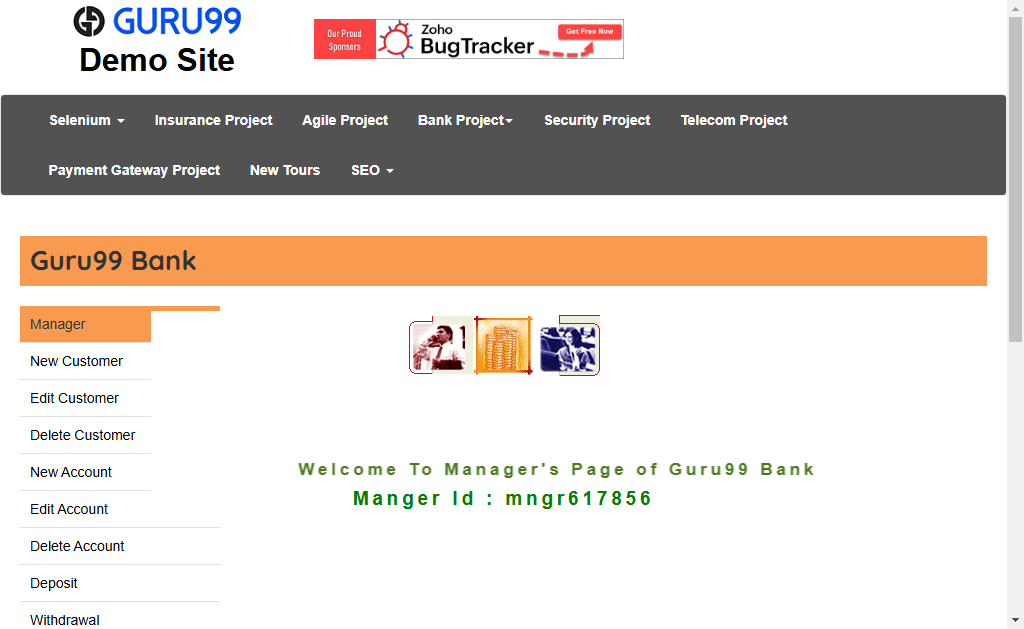 GURU99
Demo Site
Our Proud
Sponsors
Zoho
BugTracker
Get Free Now
Selenium
Insurance Project
Agile Project
Bank Project
Security Project
Telecom Project
Payment Gateway Project
New Tours
SEO
Guru99 Bank
Manager
New Customer
Edit Customer
Delete Customer
New Account
Edit Account
Delete Account
Deposit
Withdrawal
Welcome To Manager's Page of Guru99 Bank
Manger Id : mngr617856